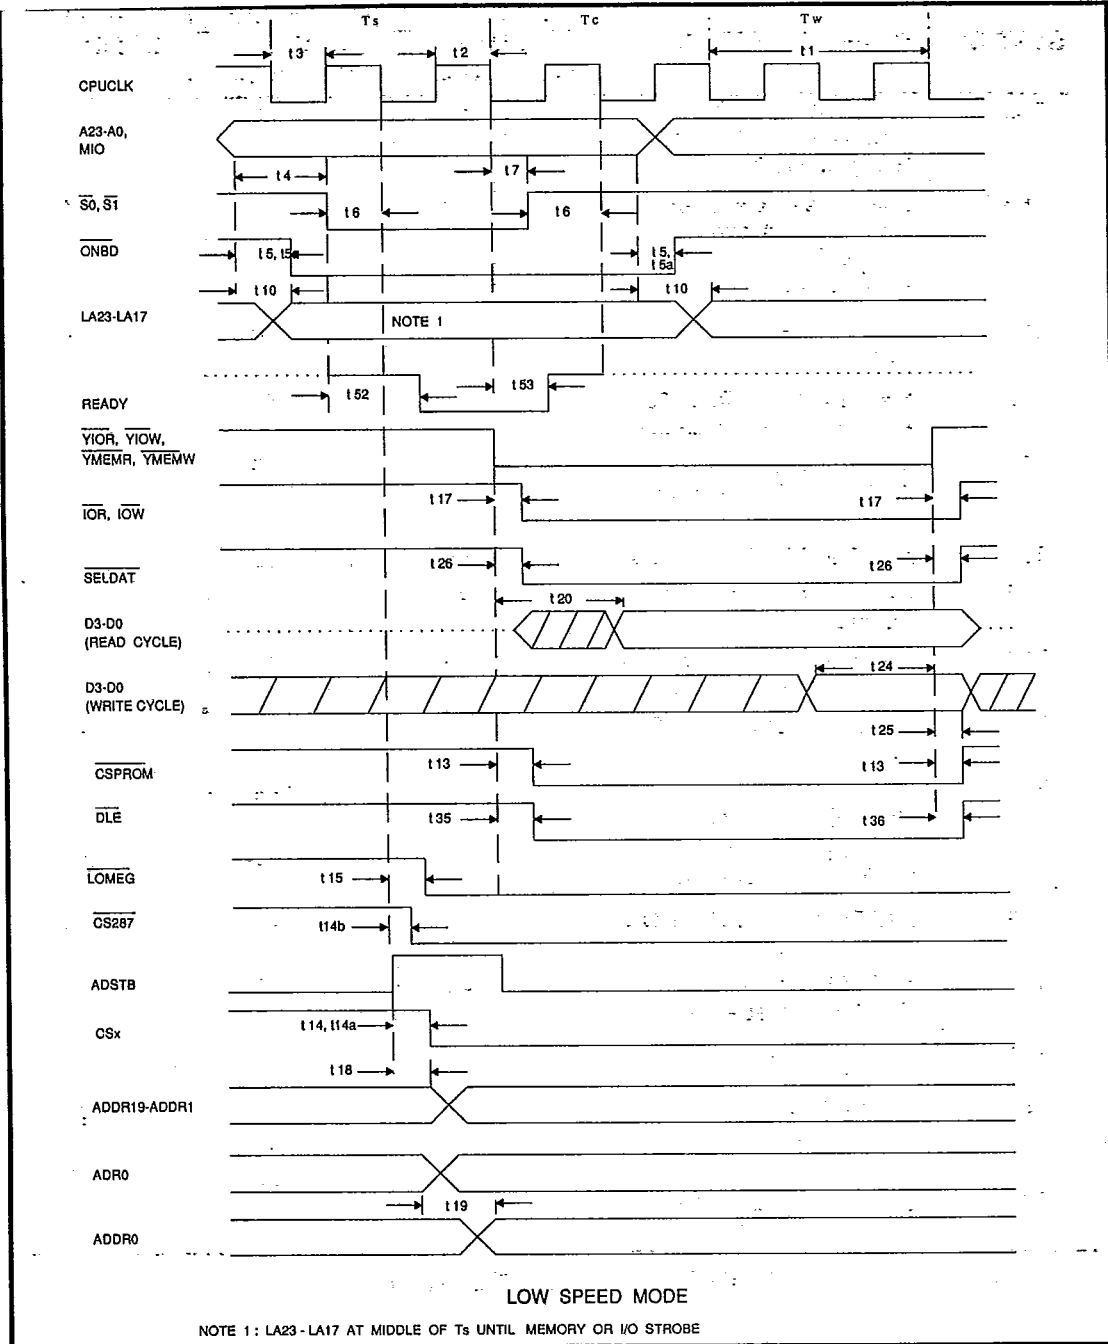 Ts Tc Tw
t3 t2 t1
CPUCLK
A23-A0,
MIO
t4 t7
S0, S1
t6 t6
ONBD
t5, t5 t5,
t5a
t10 t10
LA23-LA17
NOTE 1
t52 t53
READY
YIOR, YIOW,
YMEMR, YMEMW
t17 t17
IOR, IOW
t26 t26
SELDAT
t20
D3-D0
(READ CYCLE)
t24
D3-D0
(WRITE CYCLE)
t25
t13 t13
CSPROM
t35 t36
DLE
t15
LOMEG
CS287
t14b
ADSTB
t14, t14a
CSx
t18
ADDR19-ADDR1
ADR0
t19
ADDR0
LOW SPEED MODE
NOTE 1: LA23 - LA17 AT MIDDLE OF Ts UNTIL MEMORY OR I/O STROBE